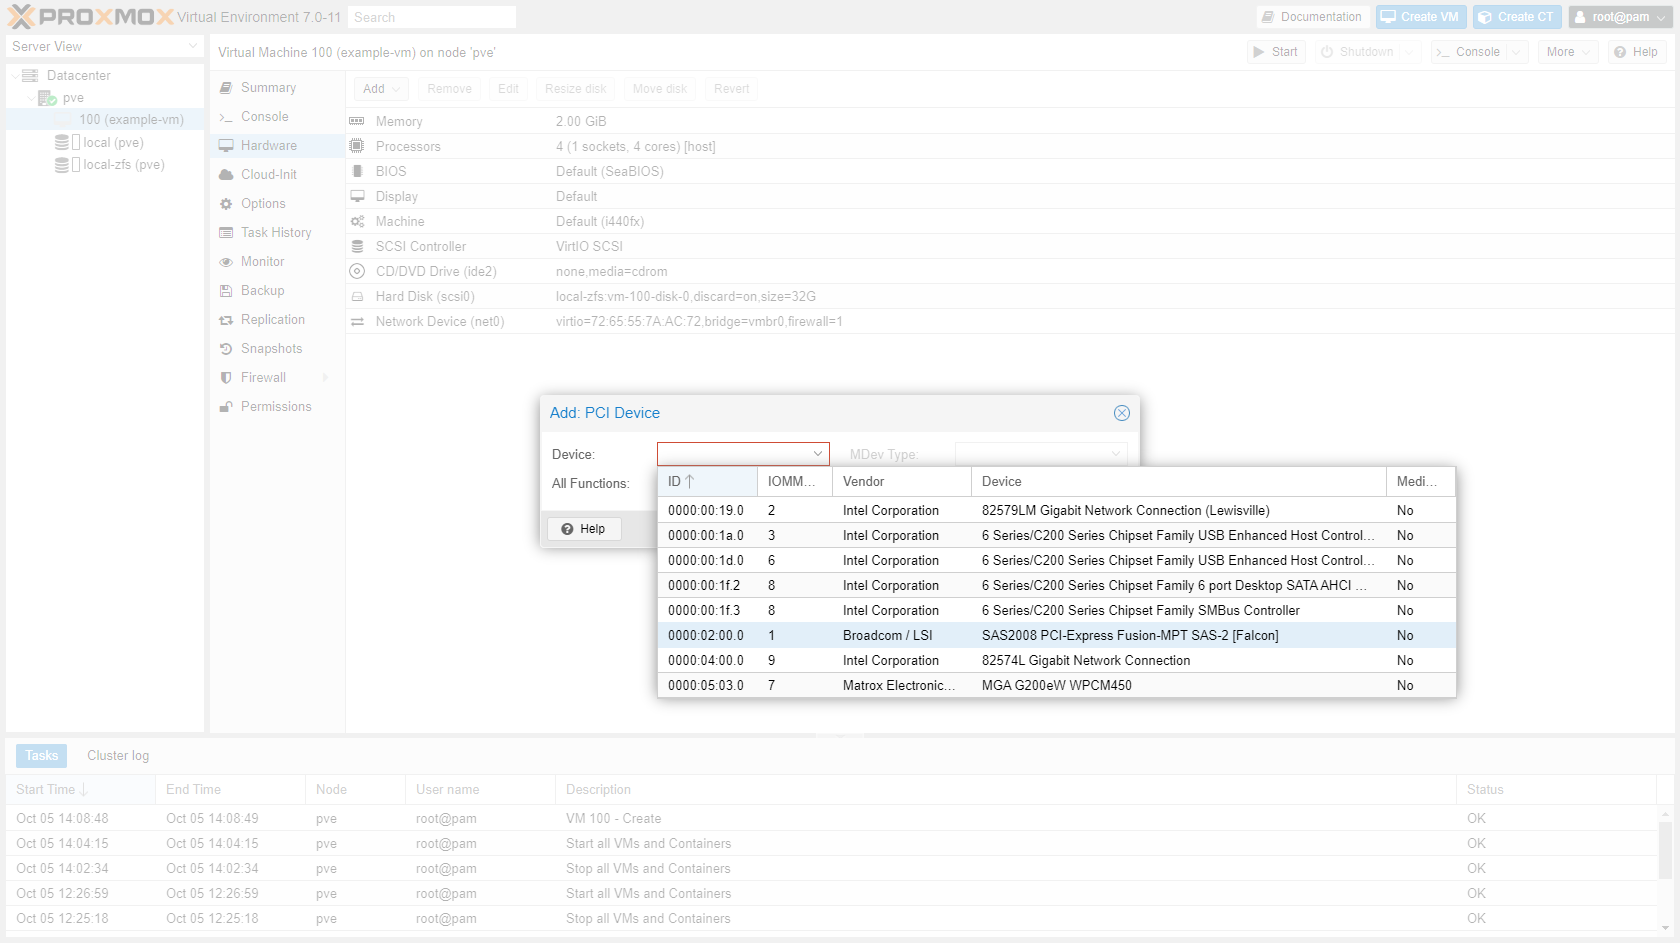 PROXMOX Virtual Environment 7.0-11 Search Documentation Create VM Create CT root@pam
Server View
Virtual Machine 100 (example-vm) on node 'pve' Start Shutdown Console More Help
Datacenter
pve
100 (example-vm)
local (pve)
local-zfs (pve)
Summary
Console
Hardware
Cloud-Init
Options
Task History
Monitor
Backup
Replication
Snapshots
Firewall
Permissions
Add Remove Edit Resize disk Move disk Revert
Memory 2.00 GiB
Processors 4 (1 sockets, 4 cores) [host]
BIOS Default (SeaBIOS)
Display Default
Machine Default (i440fx)
SCSI Controller VirtIO SCSI
CD/DVD Drive (ide2) none,media=cdrom
Hard Disk (scsi0) local-zfs:vm-100-disk-0,discard=on,size=32G
Network Device (net0) virtio=72:65:55:7A:AC:72,bridge=vmbr0,firewall=1
Add: PCI Device
Device: MDev Type:
All Functions:
Help
ID IOMM... Vendor Device Medi...
0000:00:19.0 2 Intel Corporation 82579LM Gigabit Network Connection (Lewisville) No
0000:00:1a.0 3 Intel Corporation 6 Series/C200 Series Chipset Family USB Enhanced Host Control... No
0000:00:1d.0 6 Intel Corporation 6 Series/C200 Series Chipset Family USB Enhanced Host Control... No
0000:00:1f.2 8 Intel Corporation 6 Series/C200 Series Chipset Family 6 port Desktop SATA AHCI ... No
0000:00:1f.3 8 Intel Corporation 6 Series/C200 Series Chipset Family SMBus Controller No
0000:02:00.0 1 Broadcom / LSI SAS2008 PCI-Express Fusion-MPT SAS-2 [Falcon] No
0000:04:00.0 9 Intel Corporation 82574L Gigabit Network Connection No
0000:05:03.0 7 Matrox Electronic... MGA G200eW WPCM450 No
Tasks Cluster log
Start Time End Time Node User name Description Status
Oct 05 14:08:48 Oct 05 14:08:49 pve root@pam VM 100 - Create OK
Oct 05 14:04:15 Oct 05 14:04:15 pve root@pam Start all VMs and Containers OK
Oct 05 14:02:34 Oct 05 14:02:34 pve root@pam Stop all VMs and Containers OK
Oct 05 12:26:59 Oct 05 12:26:59 pve root@pam Start all VMs and Containers OK
Oct 05 12:25:18 Oct 05 12:25:18 pve root@pam Stop all VMs and Containers OK